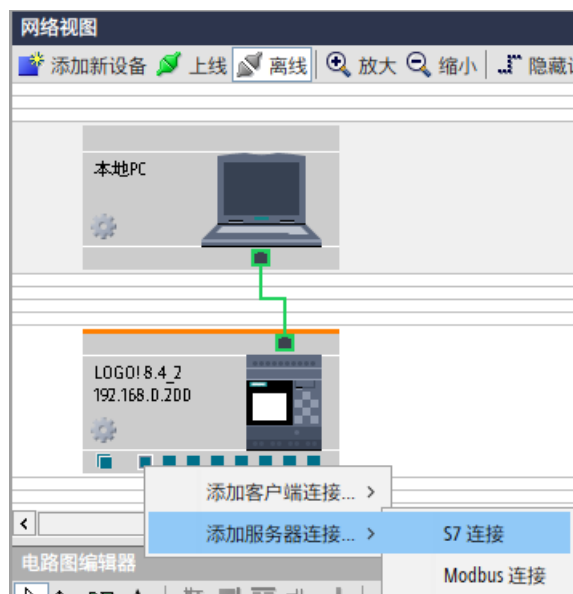 网络视图
添加新设备 上线 离线 放大 缩小 隐藏
本地PC
LOGO! 8.4_2
192.168.0.200
添加客户端连接... >
添加服务器连接... > S7 连接
电路图编辑器
Modbus 连接